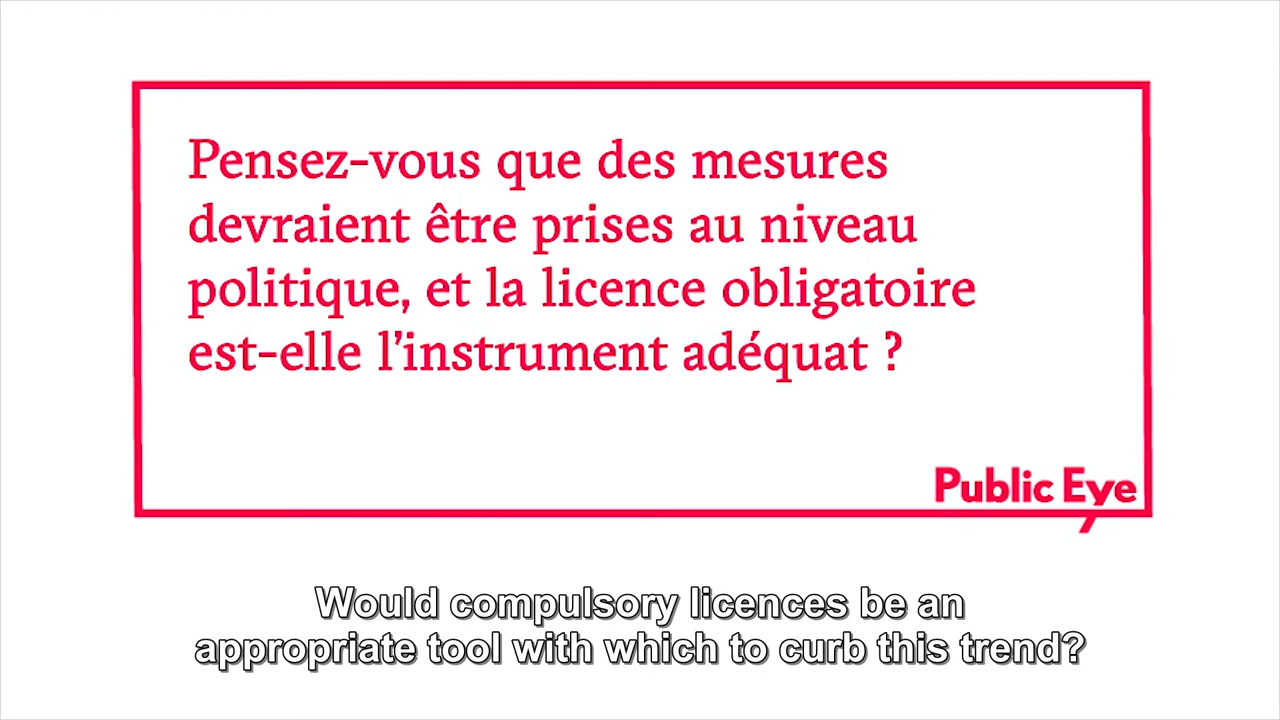 Pensez-vous que des mesures
devraient être prises au niveau
politique, et la licence obligatoire
est-elle l'instrument adéquat ?
Public Eye
Would compulsory licences be an
appropriate tool with which to curb this trend?